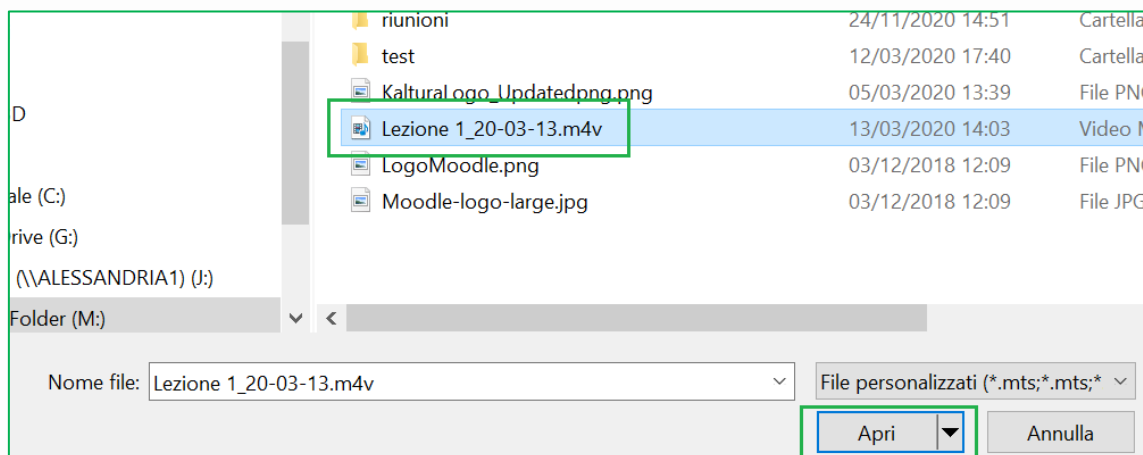 riunioni 24/11/2020 14:51 Cartella
test 12/03/2020 17:40 Cartella
KalturaLogo_Updatedpng.png 05/03/2020 13:39 File PN
D
Lezione 1_20-03-13.m4v 13/03/2020 14:03 Video M
LogoMoodle.png 03/12/2018 12:09 File PN
ale (C:)
Moodle-logo-large.jpg 03/12/2018 12:09 File JPG
rive (G:)
(\\ALESSANDRIA1) (J:)
Folder (M:)
Nome file: Lezione 1_20-03-13.m4v File personalizzati (*.mts;*.mts;*
Apri Annulla